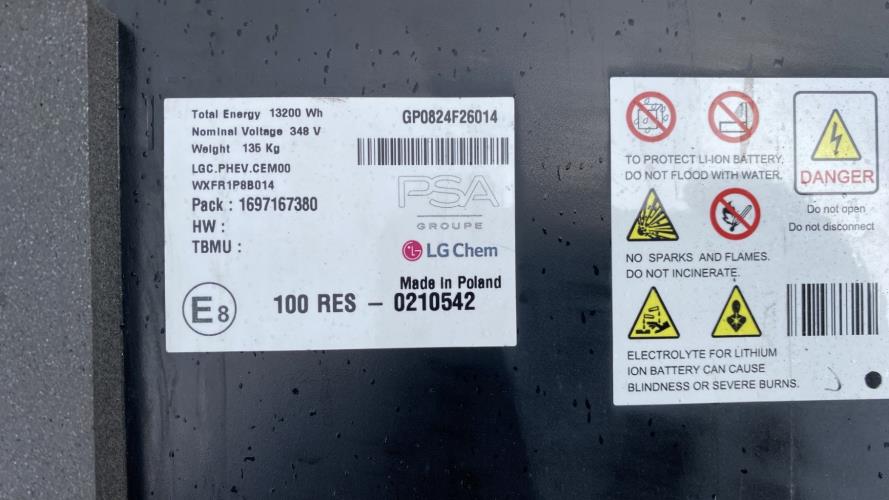 Total Energy 13200 Wh
Nominal Voltage 348 V
Weight 135 Kg
LGC.PHEV.CEM00
WXFR1P8B014
Pack : 1697167380
HW :
TBMU :
GP0824F26014
PSA
GROUPE
LG Chem
Made in Poland
E8
100 RES - 0210542
TO PROTECT LI-ION BATTERY,
DO NOT FLOOD WITH WATER.
NO SPARKS AND FLAMES.
DO NOT INCINERATE.
ELECTROLYTE FOR LITHIUM
ION BATTERY CAN CAUSE
BLINDNESS OR SEVERE BURNS.
DANGER
Do not open
Do not disconnect